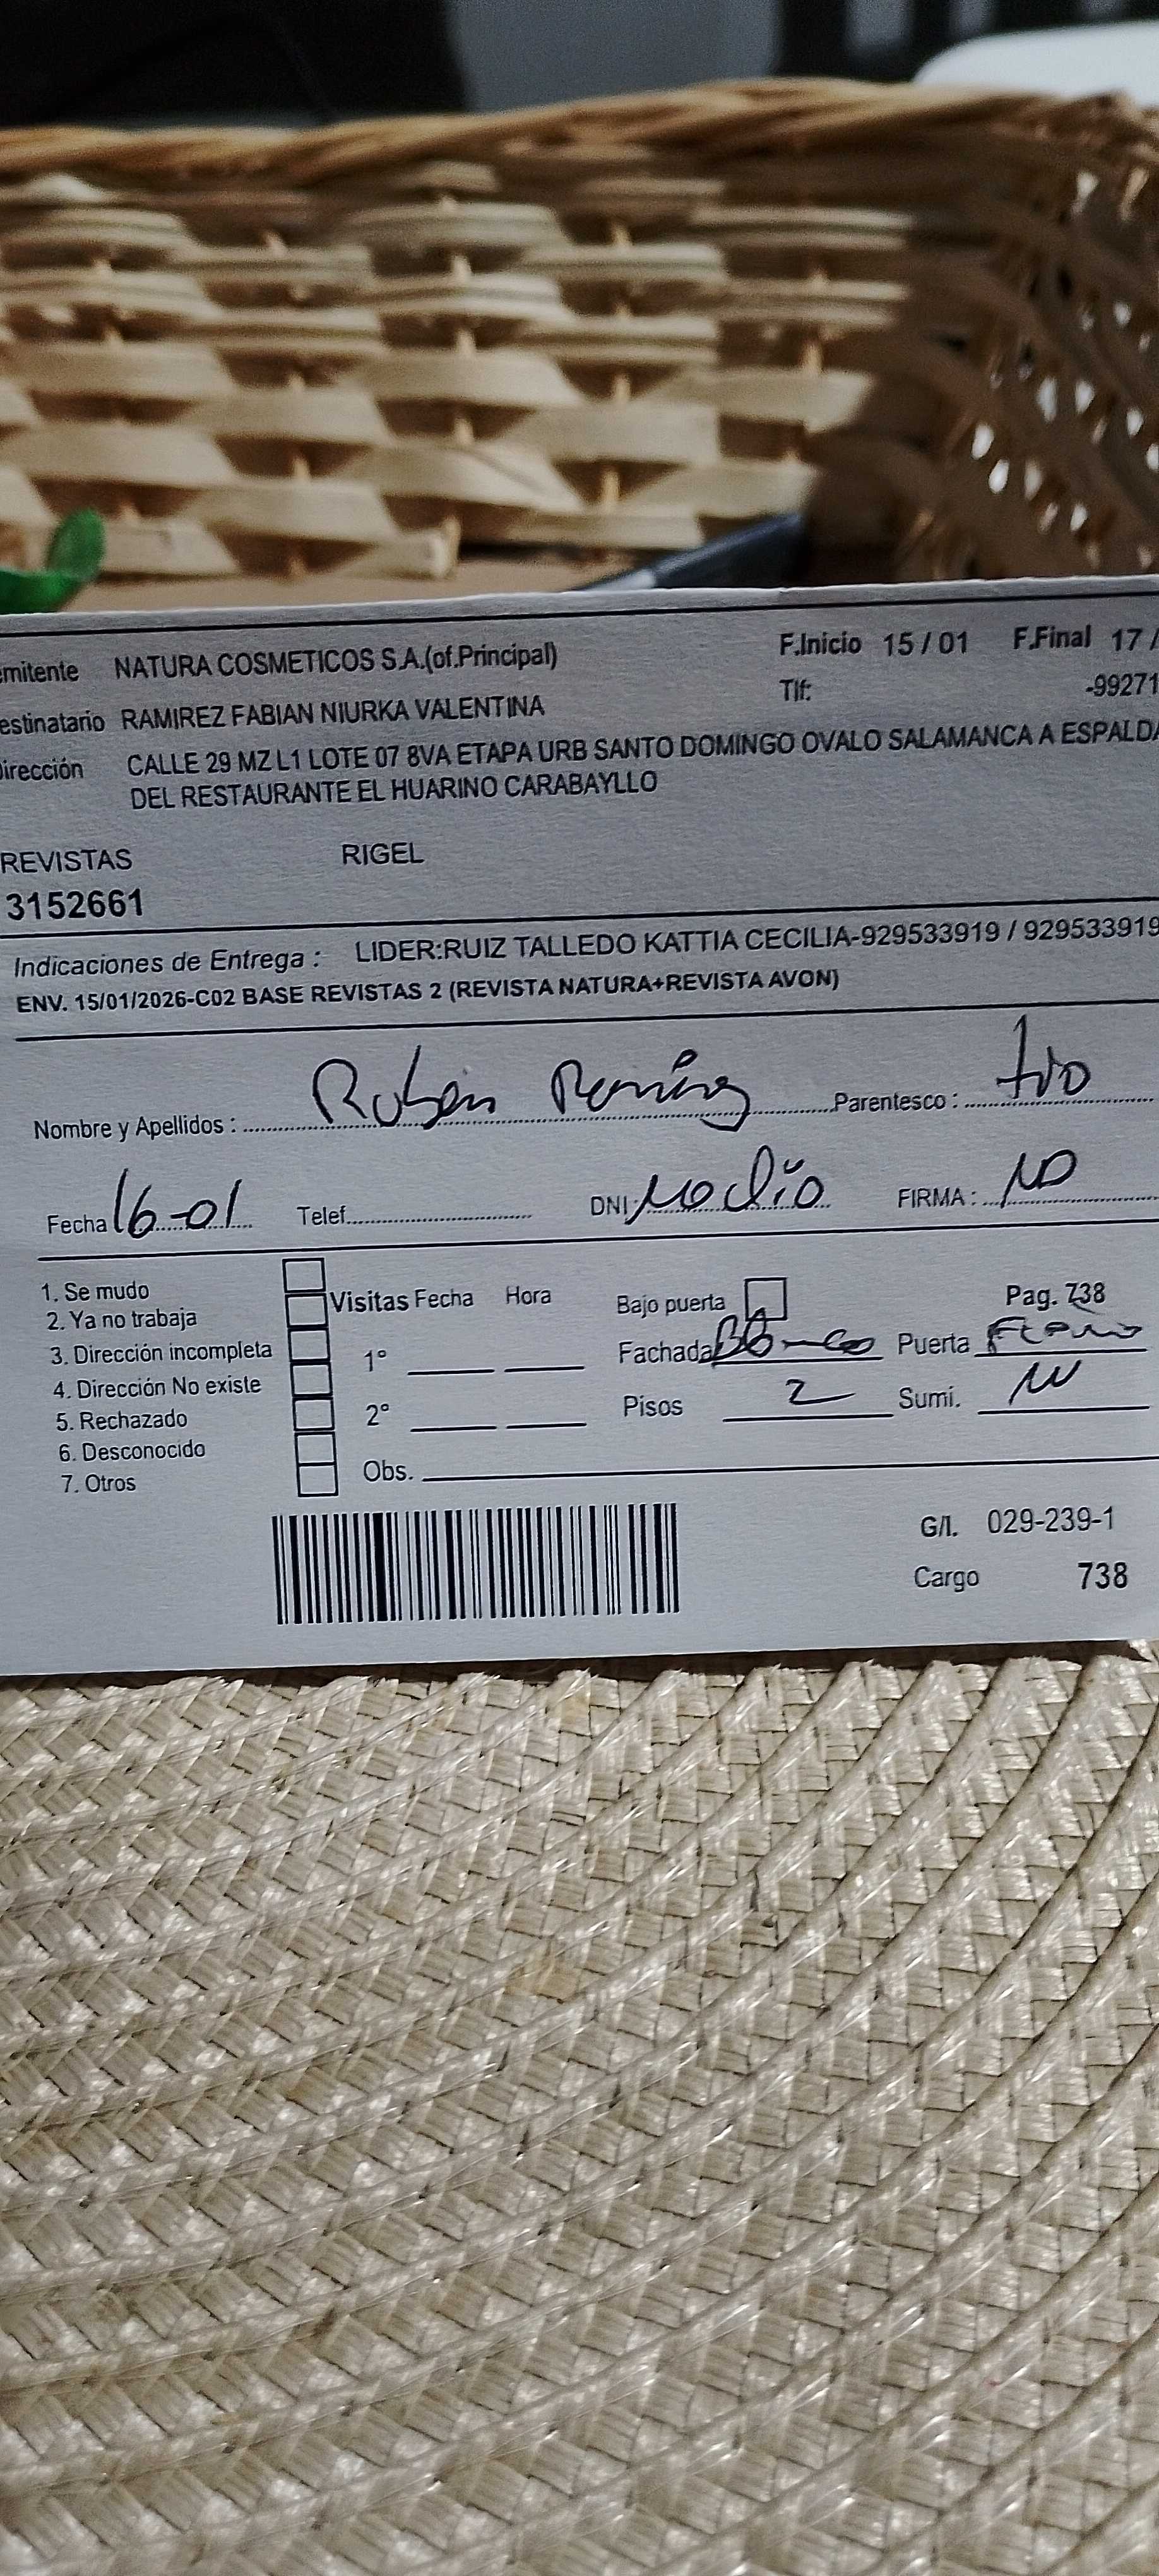 mitente NATURA COSMETICOS S.A.(of.Principal) F.Inicio 15 / 01 F.Final 17 /
estinatario RAMIREZ FABIAN NIURKA VALENTINA Tlf: -99271
Dirección CALLE 29 MZ L1 LOTE 07 8VA ETAPA URB SANTO DOMINGO OVALO SALAMANCA A ESPALDA
DEL RESTAURANTE EL HUARINO CARABAYLLO
REVISTAS RIGEL
3152661
Indicaciones de Entrega : LIDER:RUIZ TALLEDO KATTIA CECILIA-929533919 / 929533919
ENV. 15/01/2026-C02 BASE REVISTAS 2 (REVISTA NATURA+REVISTA AVON)
Nombre y Apellidos : Ruben Ramirez Parentesco : tio
Fecha 16-01 Telef. DNI: no dio FIRMA : no
1. Se mudo
2. Ya no trabaja
3. Dirección incompleta
4. Dirección No existe
5. Rechazado
6. Desconocido
7. Otros
Visitas Fecha Hora
1°
2°
Obs.
Bajo puerta Pag. 738
Fachada Blanco Puerta Fierro
Pisos 2 Sumi.
G/I. 029-239-1
Cargo 738